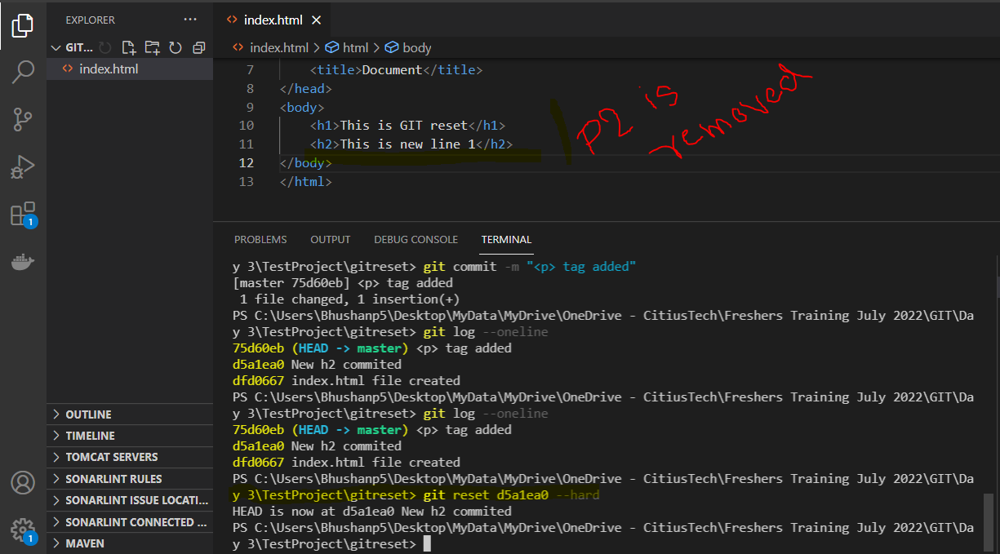 EXPLORER
GIT...
index.html
OUTLINE
TIMELINE
TOMCAT SERVERS
SONARLINT RULES
SONARLINT ISSUE LOCATI...
SONARLINT CONNECTED ...
MAVEN
1
1
index.html
index.html > html > body
7 <title>Document</title>
8 </head>
9 <body>
10 <h1>This is GIT reset</h1>
11 <h2>This is new line 1</h2>
12 </body>
13 </html>
P2 is
removed
PROBLEMS OUTPUT DEBUG CONSOLE TERMINAL
y 3\TestProject\gitreset> git commit -m "<p> tag added"
[master 75d60eb] <p> tag added
1 file changed, 1 insertion(+)
PS C:\Users\Bhushanp5\Desktop\MyData\MyDrive\OneDrive - CitiusTech\Freshers Training July 2022\GIT\Da
y 3\TestProject\gitreset> git log --oneline
75d60eb (HEAD -> master) <p> tag added
d5a1ea0 New h2 commited
dfd0667 index.html file created
PS C:\Users\Bhushanp5\Desktop\MyData\MyDrive\OneDrive - CitiusTech\Freshers Training July 2022\GIT\Da
y 3\TestProject\gitreset> git log --oneline
75d60eb (HEAD -> master) <p> tag added
d5a1ea0 New h2 commited
dfd0667 index.html file created
PS C:\Users\Bhushanp5\Desktop\MyData\MyDrive\OneDrive - CitiusTech\Freshers Training July 2022\GIT\Da
y 3\TestProject\gitreset> git reset d5a1ea0 --hard
HEAD is now at d5a1ea0 New h2 commited
PS C:\Users\Bhushanp5\Desktop\MyData\MyDrive\OneDrive - CitiusTech\Freshers Training July 2022\GIT\Da
y 3\TestProject\gitreset>